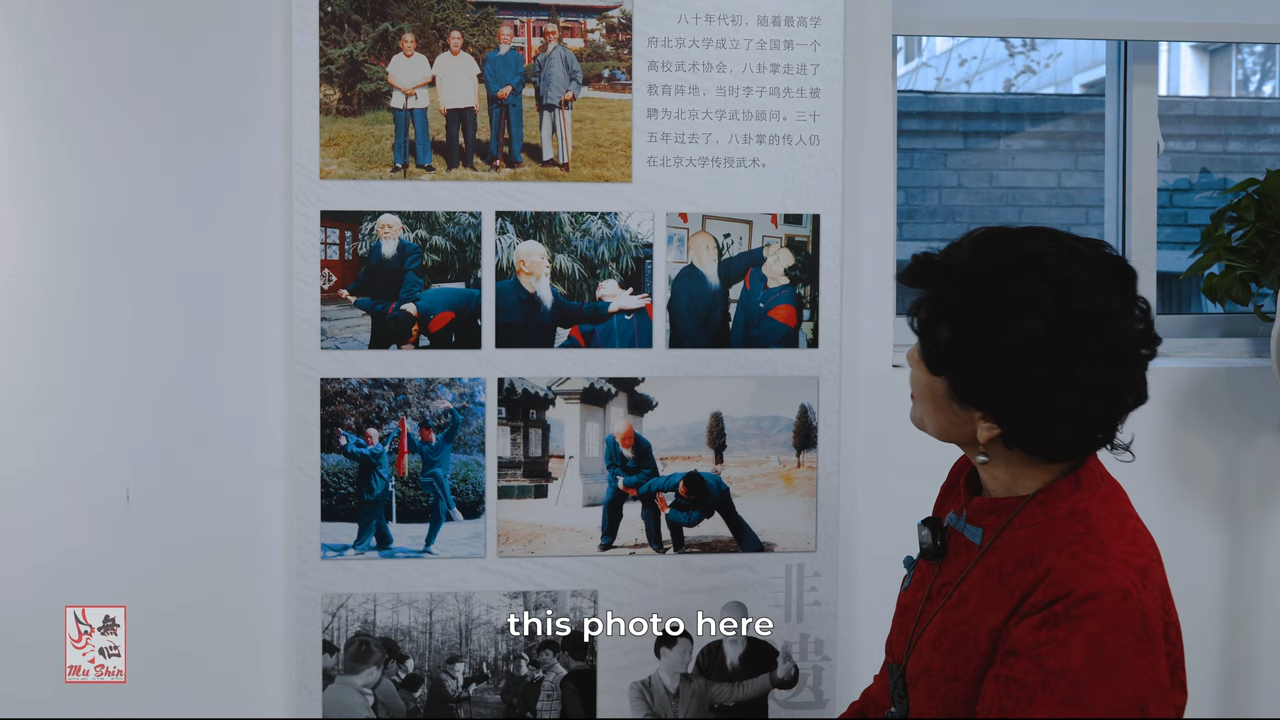 八十年代初，随着最高学
府北京大学成立了全国第一个
高校武术协会，八卦掌走进了
教育阵地，当时李子鸣先生被
聘为北京大学武协顾问。三十
五年过去了，八卦掌的传人仍
在北京大学传授武术。
非遗
this photo here
Mu Shin